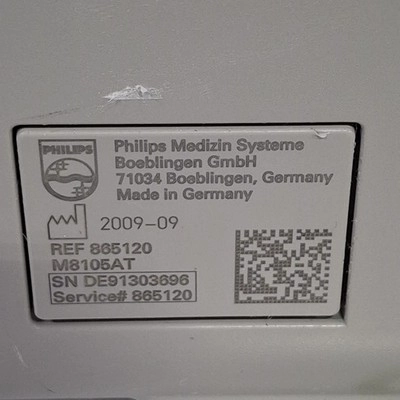 PHILIPS
Philips Medizin Systeme
Boeblingen GmbH
71034 Boeblingen, Germany
Made in Germany
2009-09
REF 865120
M8105AT
SN DE91303696
Service# 865120